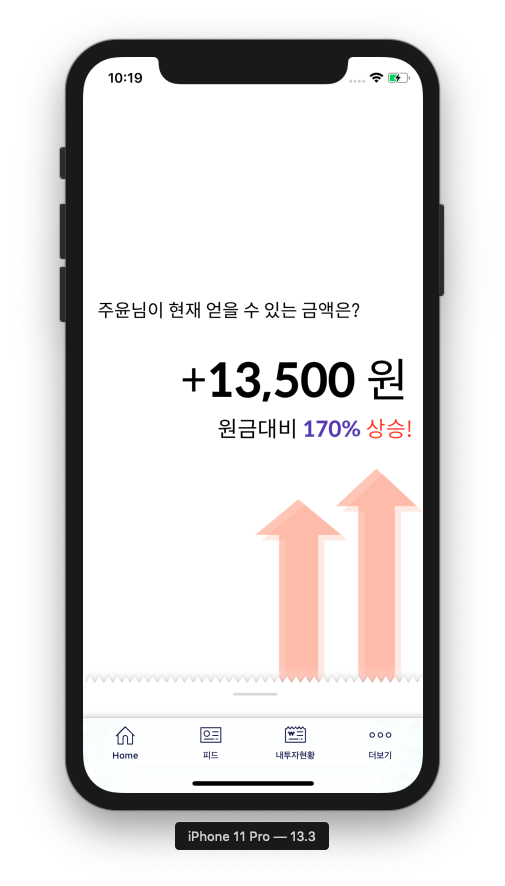 10:19
주윤님이 현재 얻을 수 있는 금액은?
+13,500 원
원금대비 170% 상승!
Home
피드
내투자현황
더보기
iPhone 11 Pro — 13.3